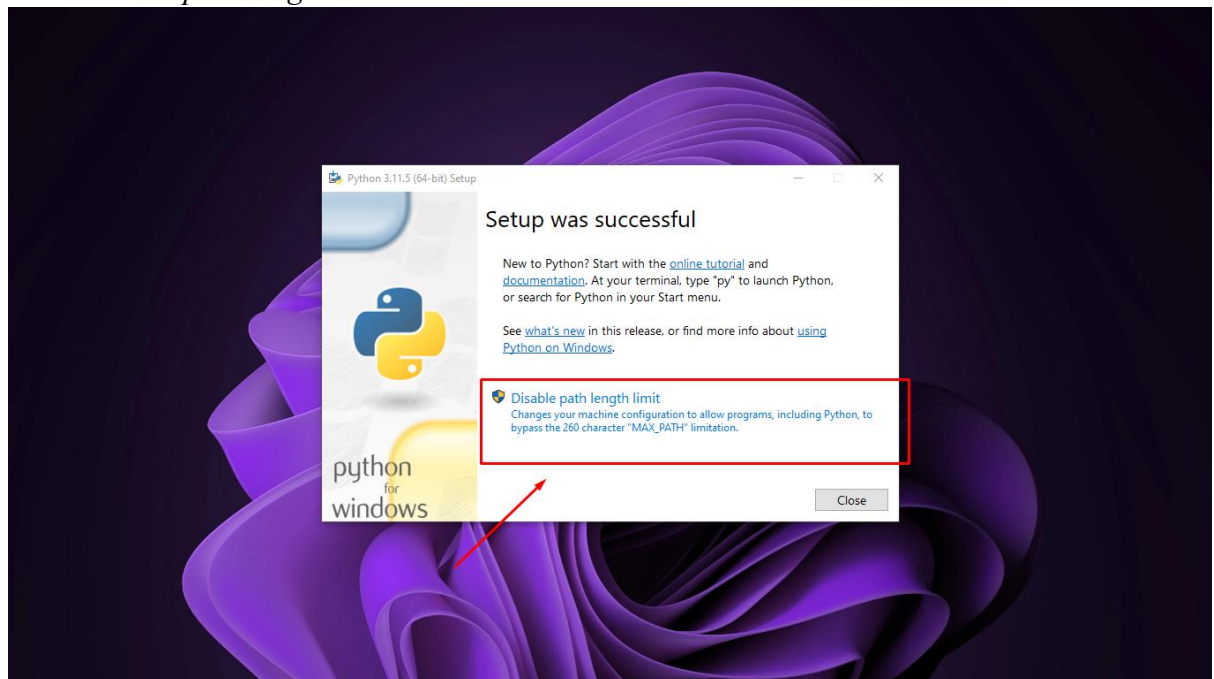 Python 3.11.5 (64-bit) Setup
Setup was successful
New to Python? Start with the online tutorial and
documentation. At your terminal, type "py" to launch Python,
or search for Python in your Start menu.
See what's new in this release, or find more info about using
Python on Windows.
Disable path length limit
Changes your machine configuration to allow programs, including Python, to
bypass the 260 character "MAX_PATH" limitation.
python
for
windows
Close